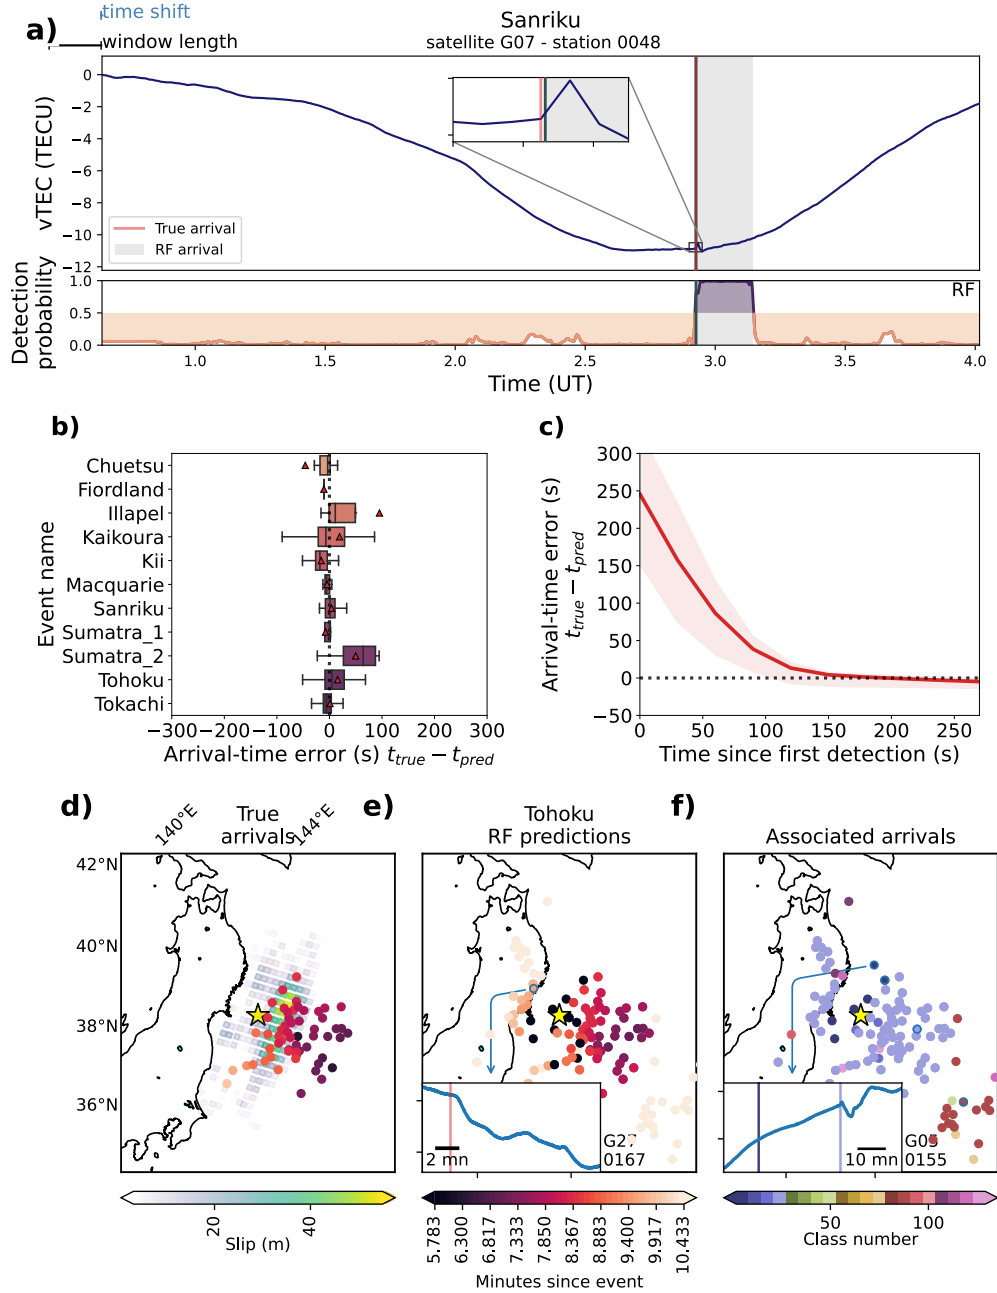 time shift
a)
Sanriku
window length
satellite G07 - station 0048
0
−2
−4
−6
−8
−10
−12
vTEC (TECU)
True arrival
RF arrival
1.0
0.5
0.0
Detection
probability
RF
1.0
1.5
2.0
2.5
3.0
3.5
4.0
Time (UT)
b)
Chuetsu
Fiordland
Illapel
Kaikoura
Kii
Macquarie
Sanriku
Sumatra_1
Sumatra_2
Tohoku
Tokachi
Event name
−300
−200
−100
0
100
200
300
Arrival-time error (s) t_true − t_pred
c)
300
250
200
150
100
50
0
−50
Arrival-time error (s)
t_true − t_pred
0
50
100
150
200
250
Time since first detection (s)
d)
True
arrivals
140°E
144°E
42°N
40°N
38°N
36°N
20
40
Slip (m)
e)
Tohoku
RF predictions
2 mn
G27
0167
5.783
6.300
6.817
7.333
7.850
8.367
8.883
9.400
9.917
10.433
Minutes since event
f)
Associated arrivals
10 mn
G05
0155
50
100
Class number